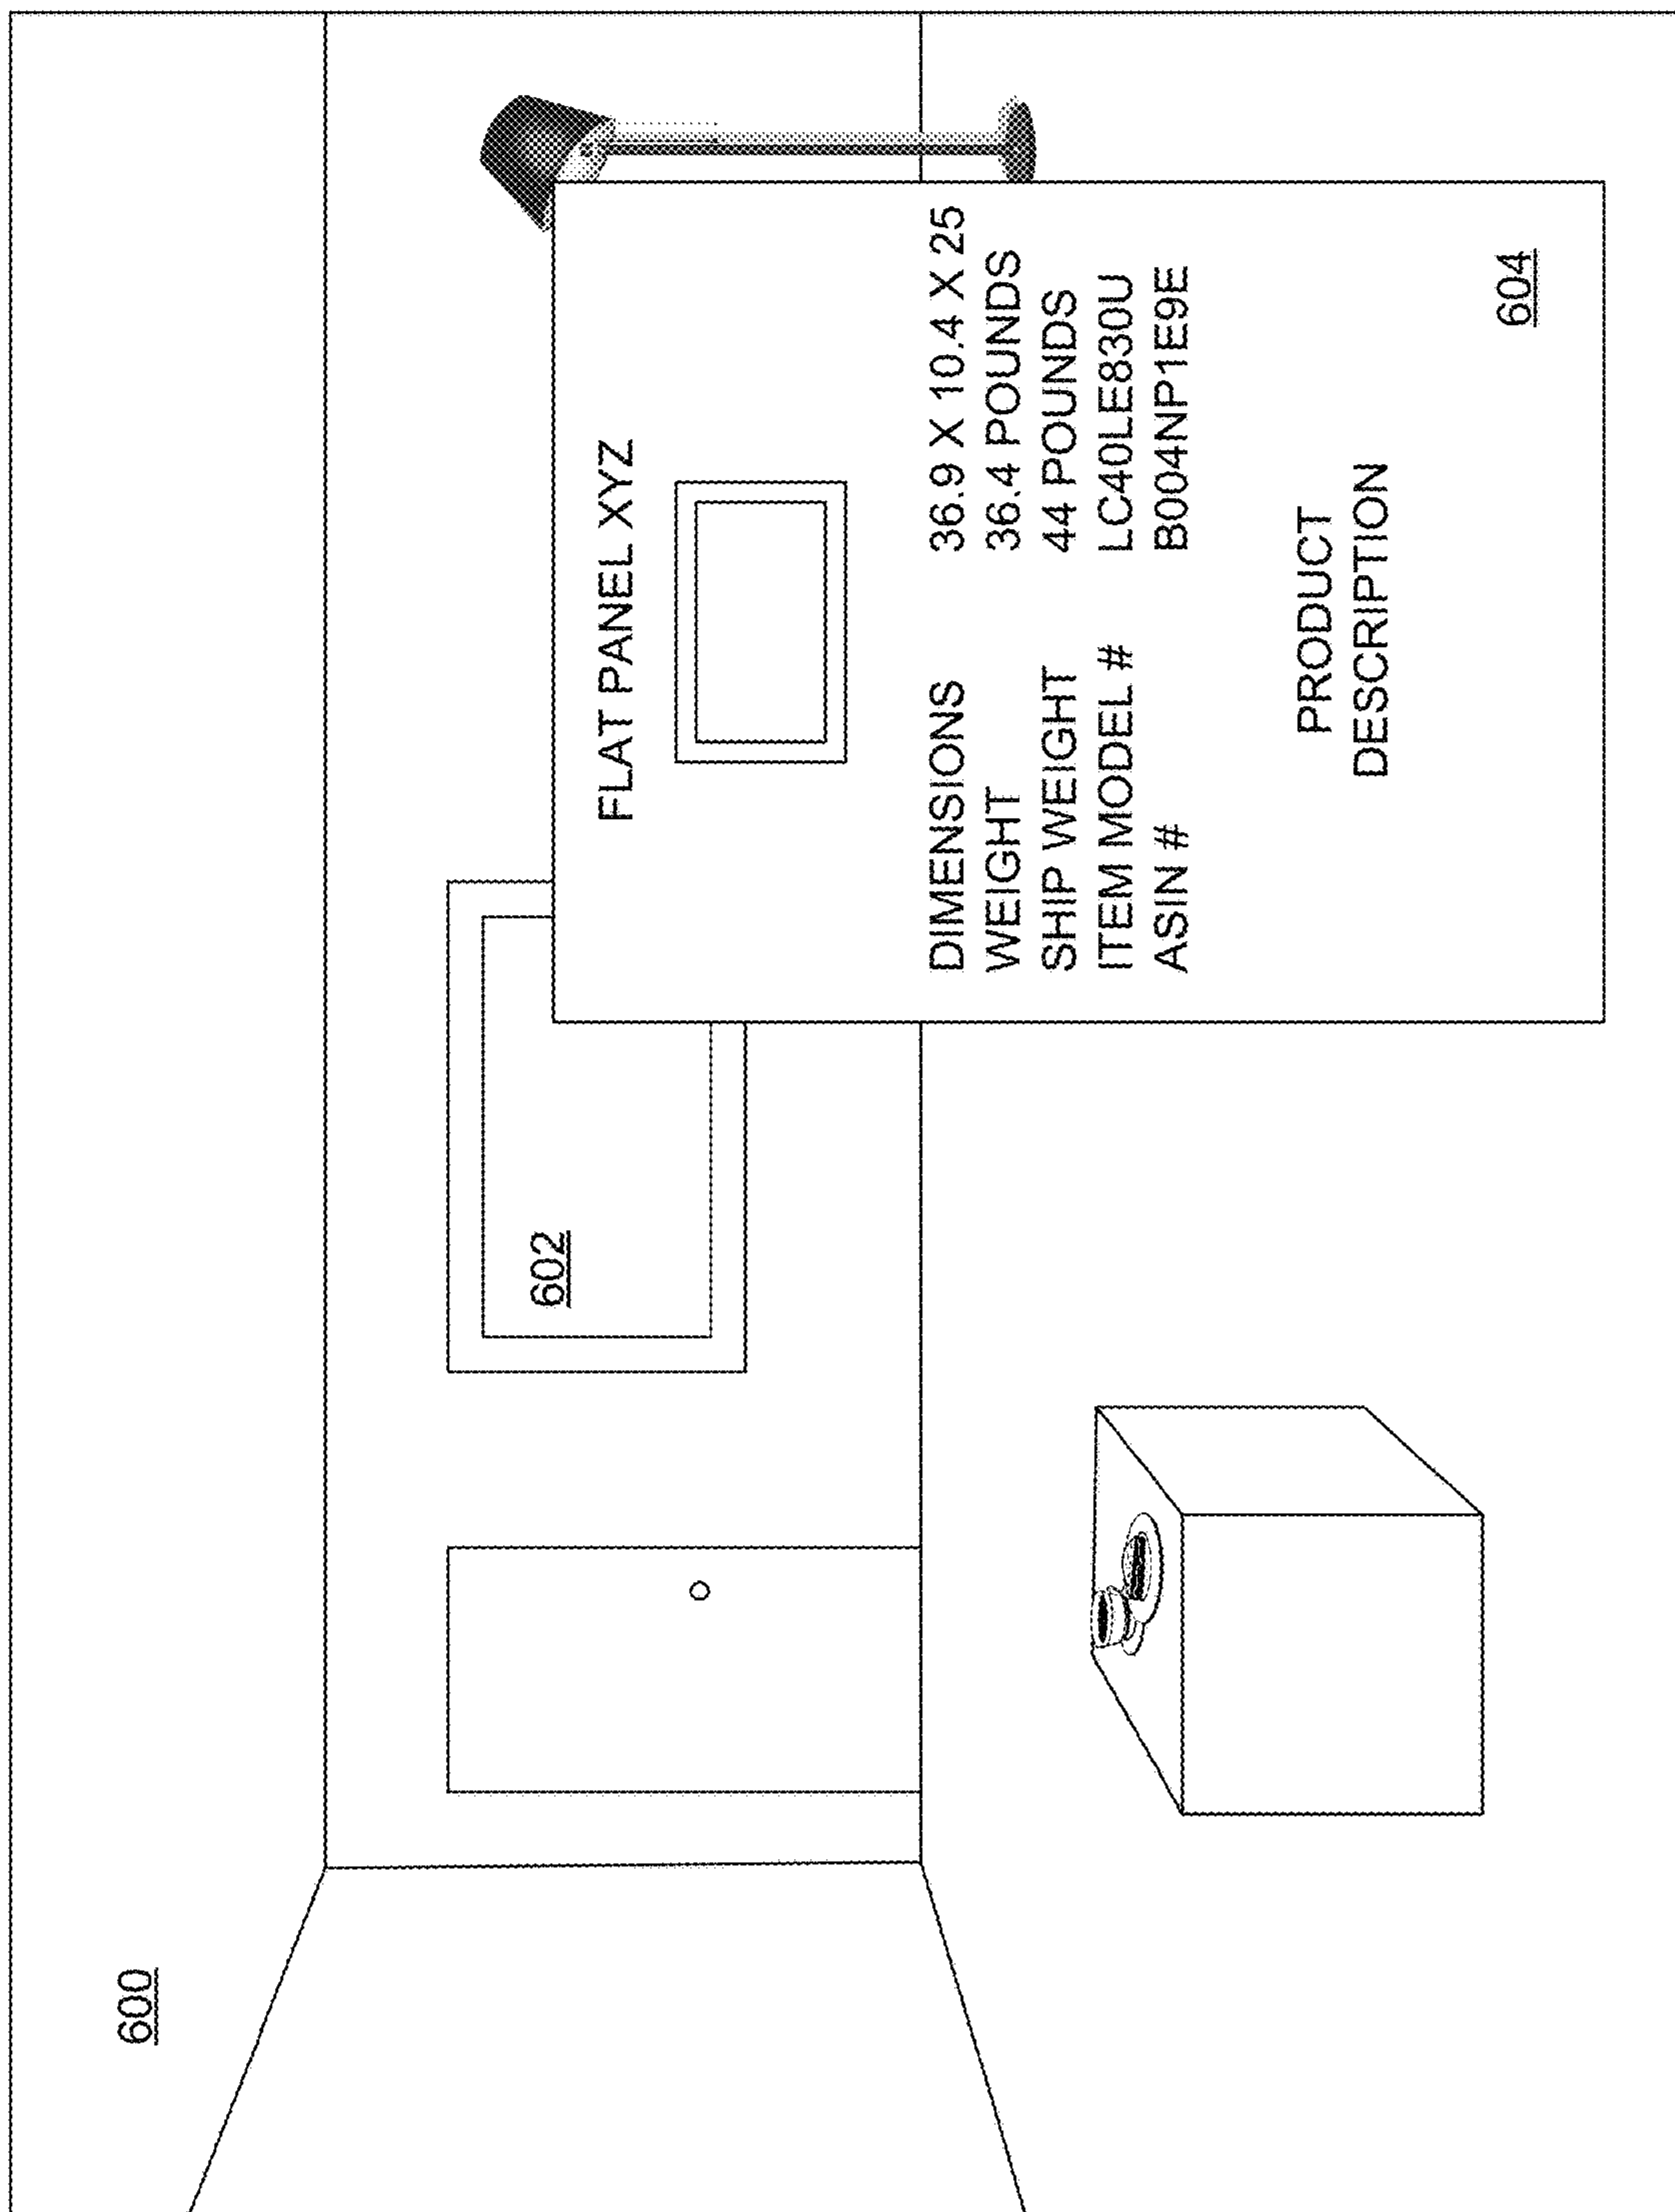 600
602
FLAT PANEL XYZ
DIMENSIONS 36.9 X 10.4 X 25
WEIGHT 36.4 POUNDS
SHIP WEIGHT 44 POUNDS
ITEM MODEL # LC40LE830U
ASIN # B004NP1E9E
PRODUCT
DESCRIPTION
604